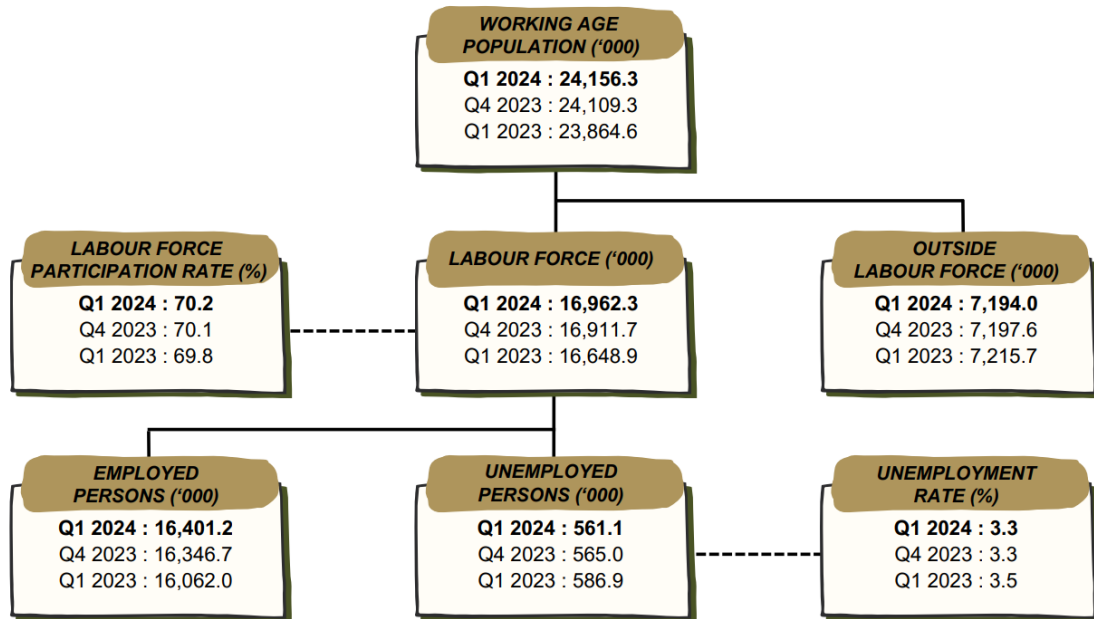 WORKING AGE
POPULATION (‘000)
Q1 2024 : 24,156.3
Q4 2023 : 24,109.3
Q1 2023 : 23,864.6
LABOUR FORCE
PARTICIPATION RATE (%)
Q1 2024 : 70.2
Q4 2023 : 70.1
Q1 2023 : 69.8
LABOUR FORCE (‘000)
Q1 2024 : 16,962.3
Q4 2023 : 16,911.7
Q1 2023 : 16,648.9
OUTSIDE
LABOUR FORCE (‘000)
Q1 2024 : 7,194.0
Q4 2023 : 7,197.6
Q1 2023 : 7,215.7
EMPLOYED
PERSONS (‘000)
Q1 2024 : 16,401.2
Q4 2023 : 16,346.7
Q1 2023 : 16,062.0
UNEMPLOYED
PERSONS (‘000)
Q1 2024 : 561.1
Q4 2023 : 565.0
Q1 2023 : 586.9
UNEMPLOYMENT
RATE (%)
Q1 2024 : 3.3
Q4 2023 : 3.3
Q1 2023 : 3.5